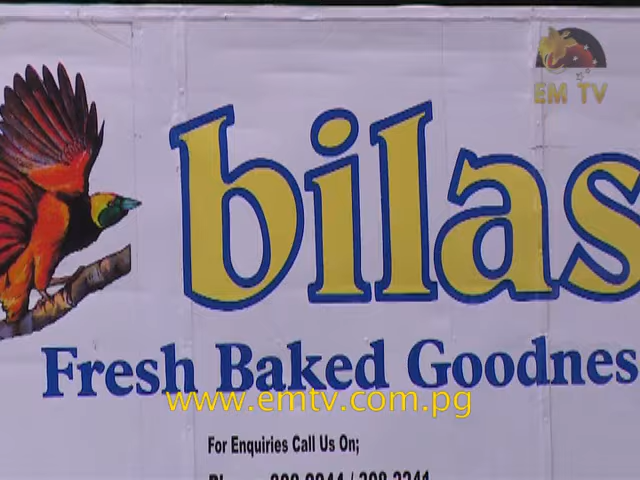 EM TV
bilas
Fresh Baked Goodnes
www.emtv.com.pg
For Enquiries Call Us On;